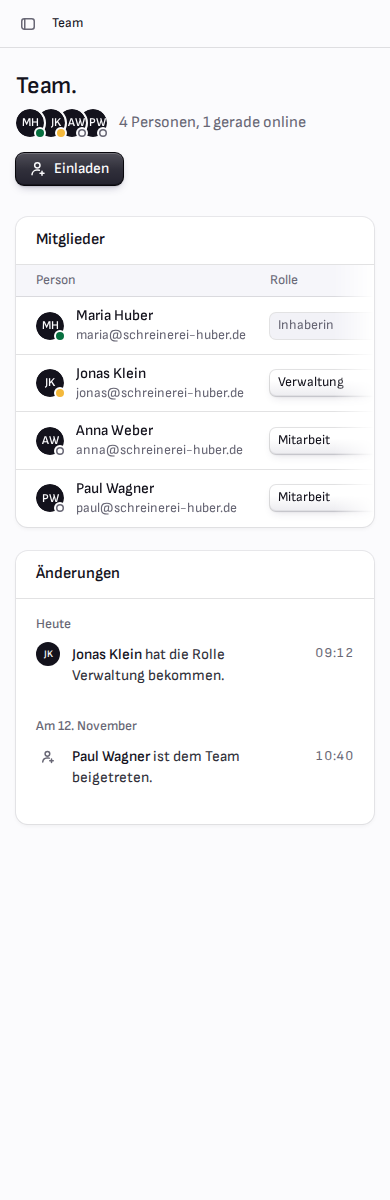 Team
Team.
MH JK AW PW 4 Personen, 1 gerade online
Einladen
Mitglieder
Person Rolle
MH Maria Huber Inhaberin
maria@schreinerei-huber.de
JK Jonas Klein Verwaltung
jonas@schreinerei-huber.de
AW Anna Weber Mitarbeit
anna@schreinerei-huber.de
PW Paul Wagner Mitarbeit
paul@schreinerei-huber.de
Änderungen
Heute
JK Jonas Klein hat die Rolle 09:12
Verwaltung bekommen.
Am 12. November
Paul Wagner ist dem Team 10:40
beigetreten.